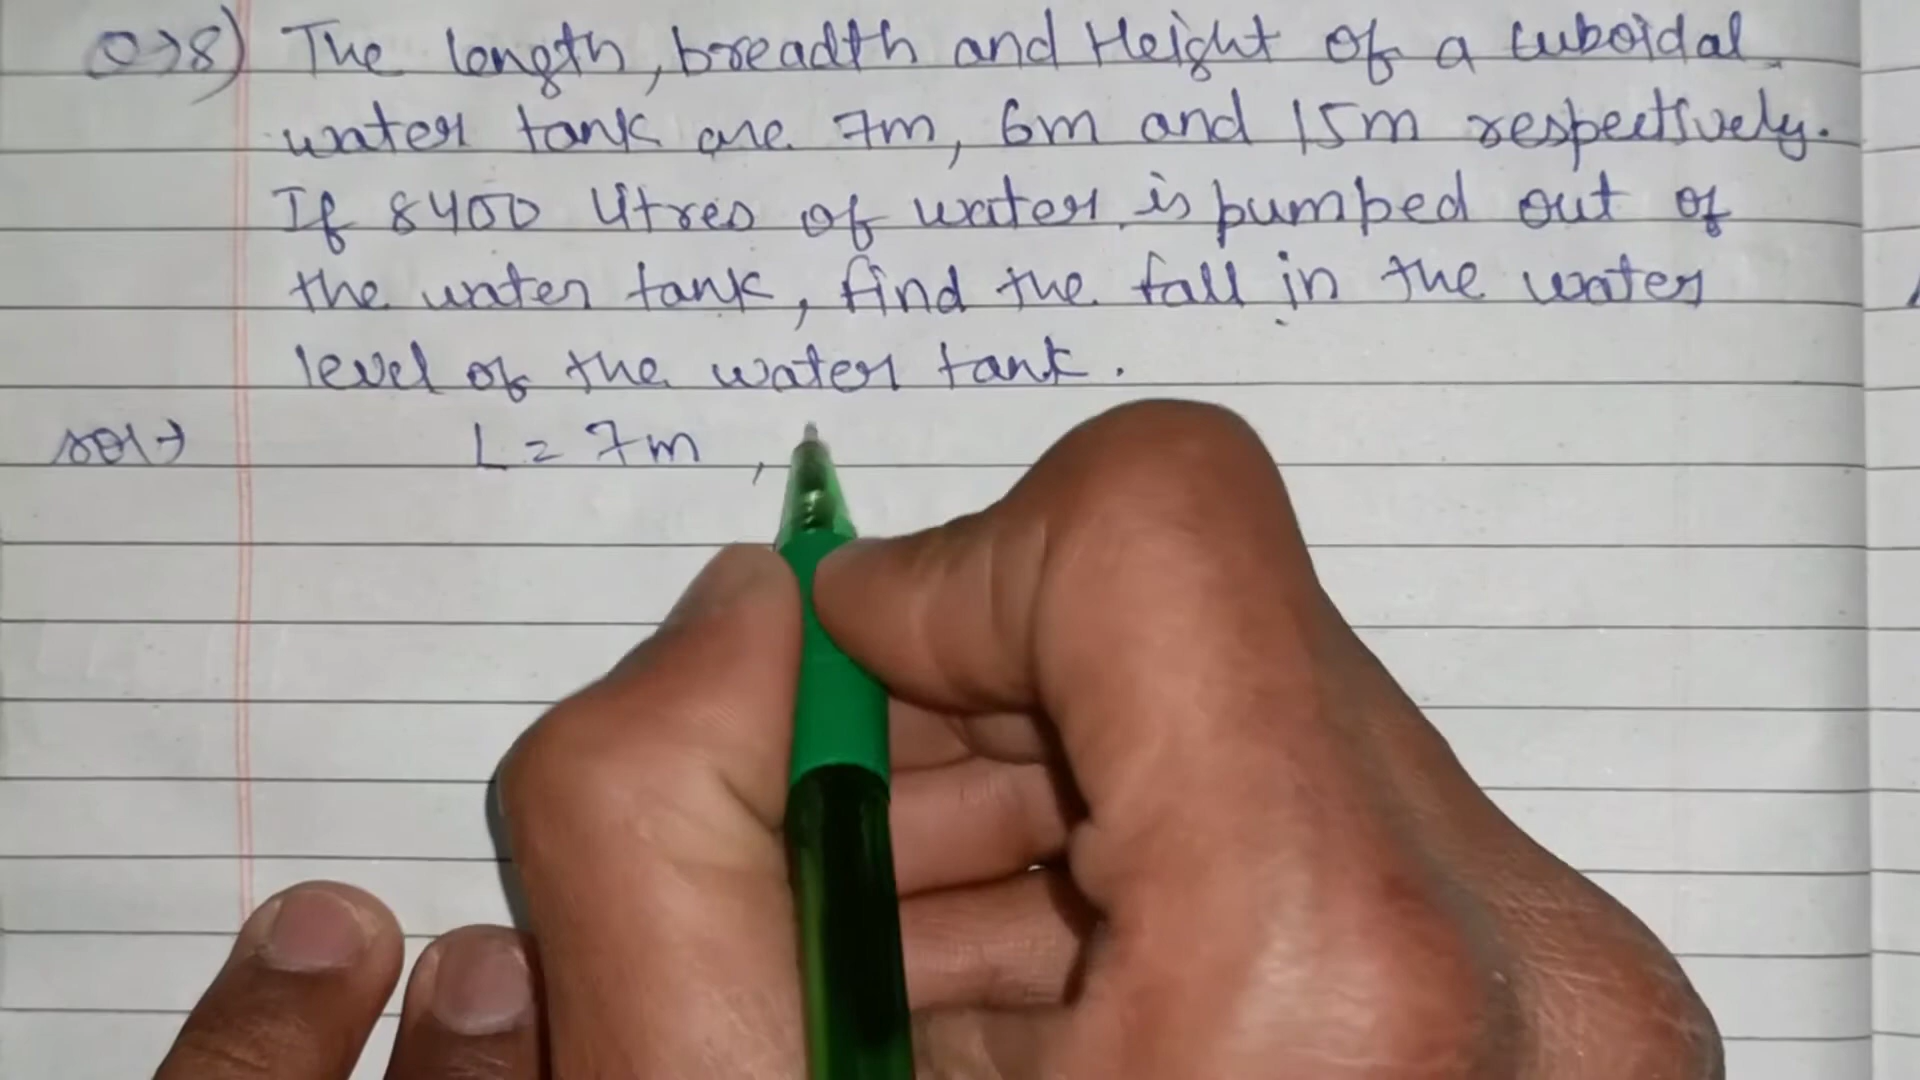 Q→8) The length, breadth and Height of a cuboidal
water tank are 7m, 6m and 15m respectively.
If 8400 litres of water is pumped out of
the water tank, find the fall in the water
level of the water tank.
sol→ L = 7m ,